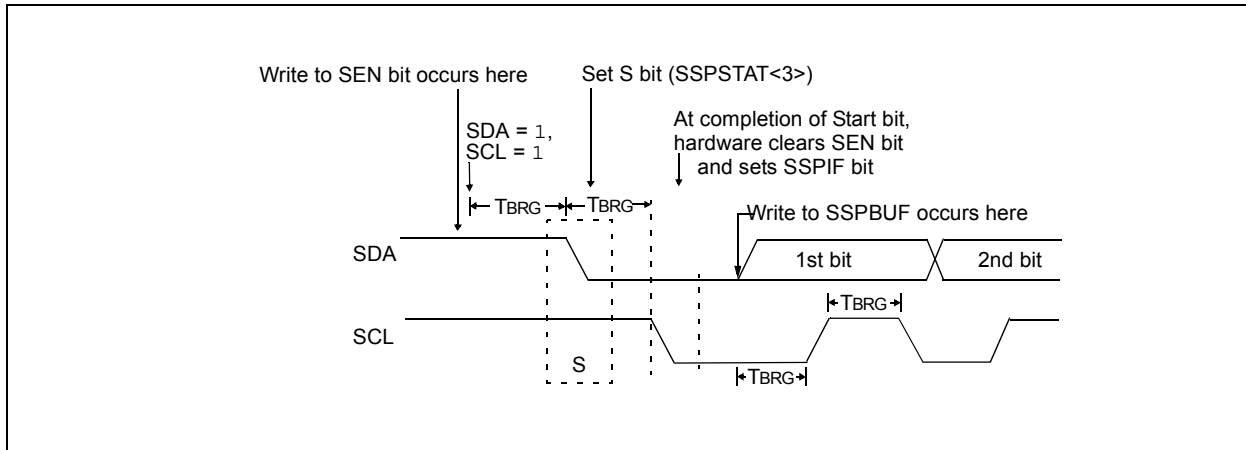 Write to SEN bit occurs here
Set S bit (SSPSTAT<3>)
SDA = 1,
SCL = 1
At completion of Start bit,
hardware clears SEN bit
and sets SSPIF bit
TBRG
TBRG
Write to SSPBUF occurs here
SDA
1st bit
2nd bit
TBRG
SCL
S
TBRG